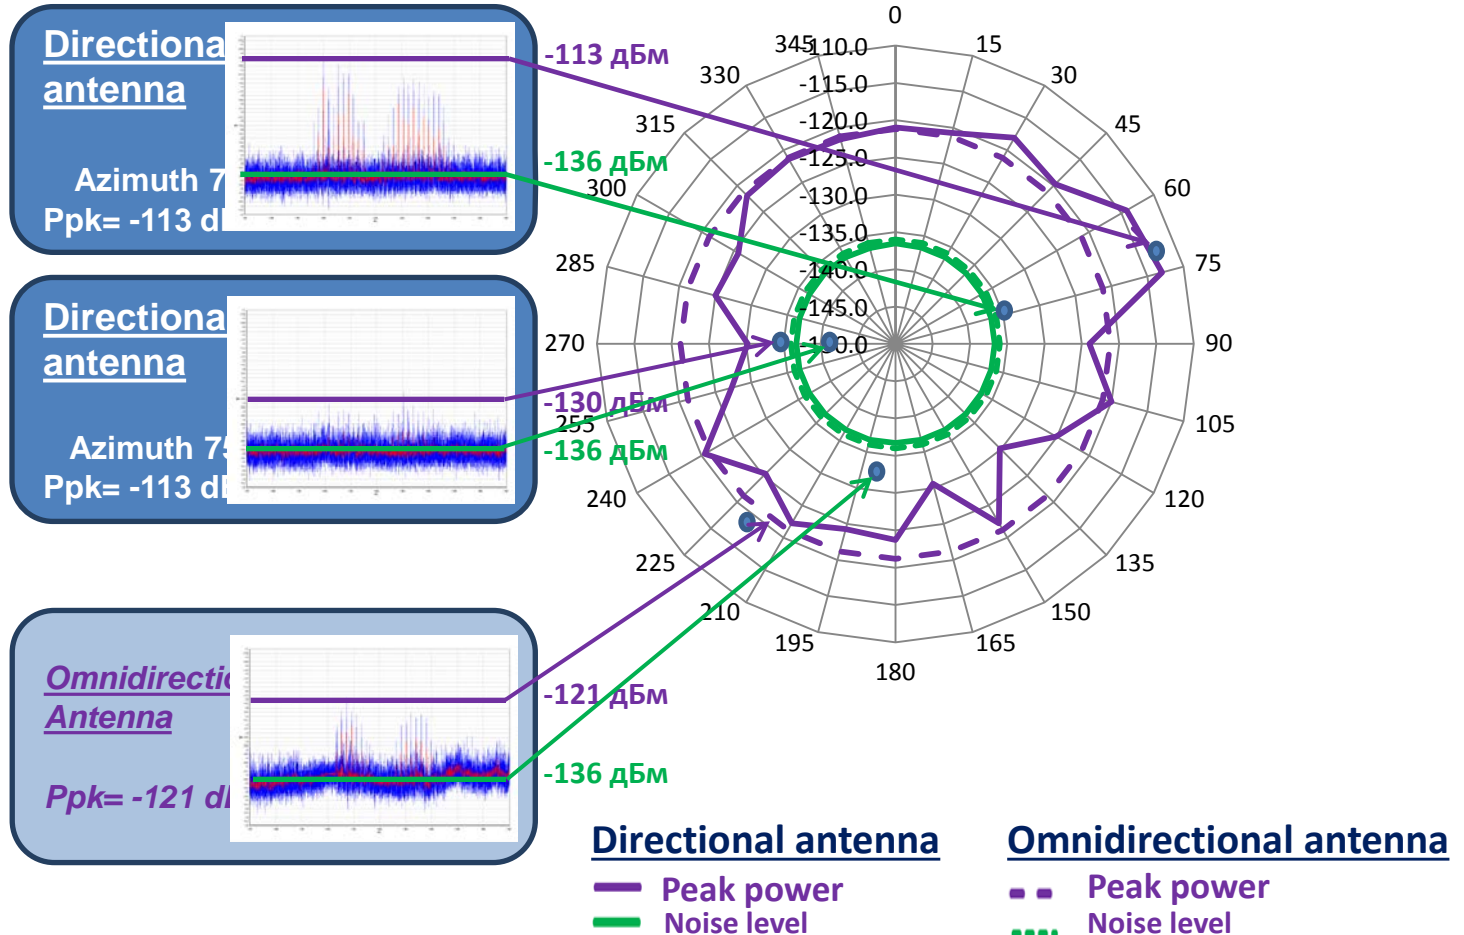 Directiona
antenna
Azimuth 7
Ppk= -113 d
Directiona
antenna
Azimuth 75
Ppk= -113 d
Omnidirectio
Antenna
Ppk= -121 d
-113 дБм
-136 дБм
-130 дБм
-136 дБм
-121 дБм
-136 дБм
0
15
30
45
60
75
90
105
120
135
150
165
180
195
210
225
240
255
270
285
300
315
330
345
-110.0
-115.0
-120.0
-125.0
-130.0
-135.0
-140.0
-145.0
-150.0
Directional antenna
Peak power
Noise level
Omnidirectional antenna
Peak power
Noise level